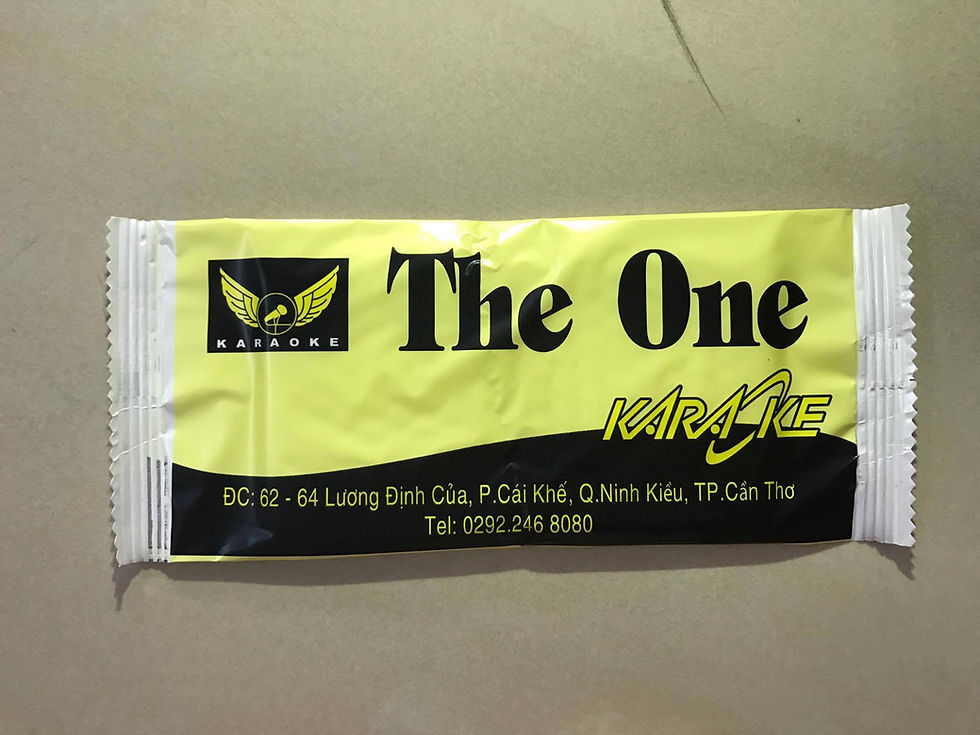 KARAOKE
The One
KARAOKE
ĐC: 62 - 64 Lương Định Của, P.Cái Khế, Q.Ninh Kiều, TP.Cần Thơ
Tel: 0292.246 8080